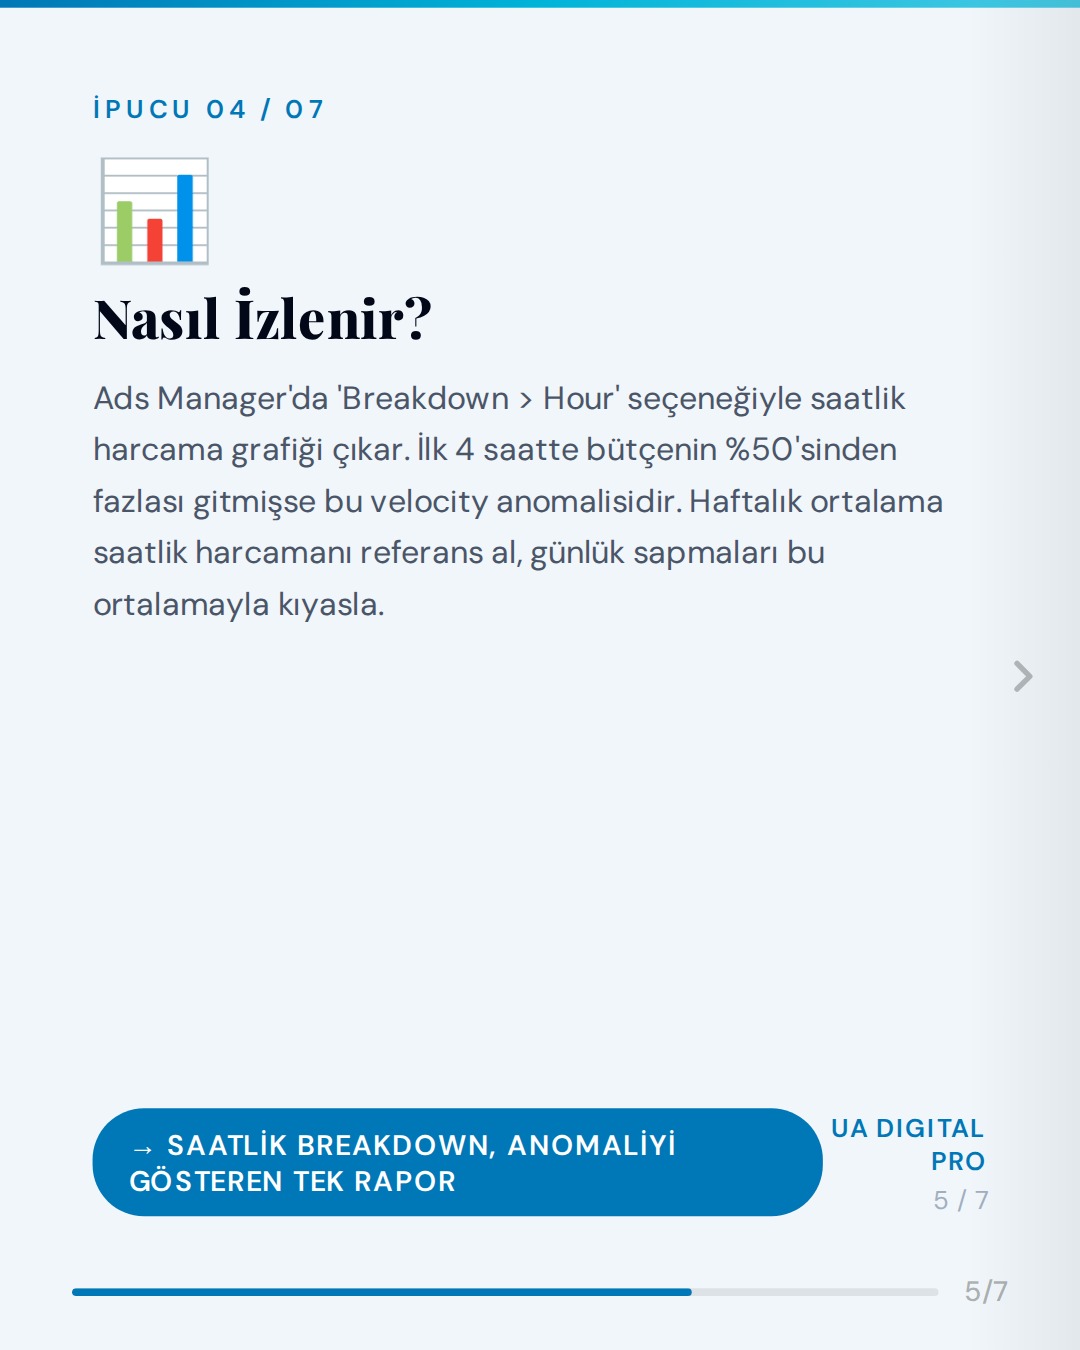 İPUCU 04 / 07
Nasıl İzlenir?
Ads Manager'da 'Breakdown > Hour' seçeneğiyle saatlik
harcama grafiği çıkar. İlk 4 saatte bütçenin %50'sinden
fazlası gitmişse bu velocity anomalisidir. Haftalık ortalama
saatlik harcamanı referans al, günlük sapmaları bu
ortalamayla kıyasla.
→ SAATLİK BREAKDOWN, ANOMALİYİ
GÖSTEREN TEK RAPOR
UA DIGITAL
PRO
5 / 7
5/7